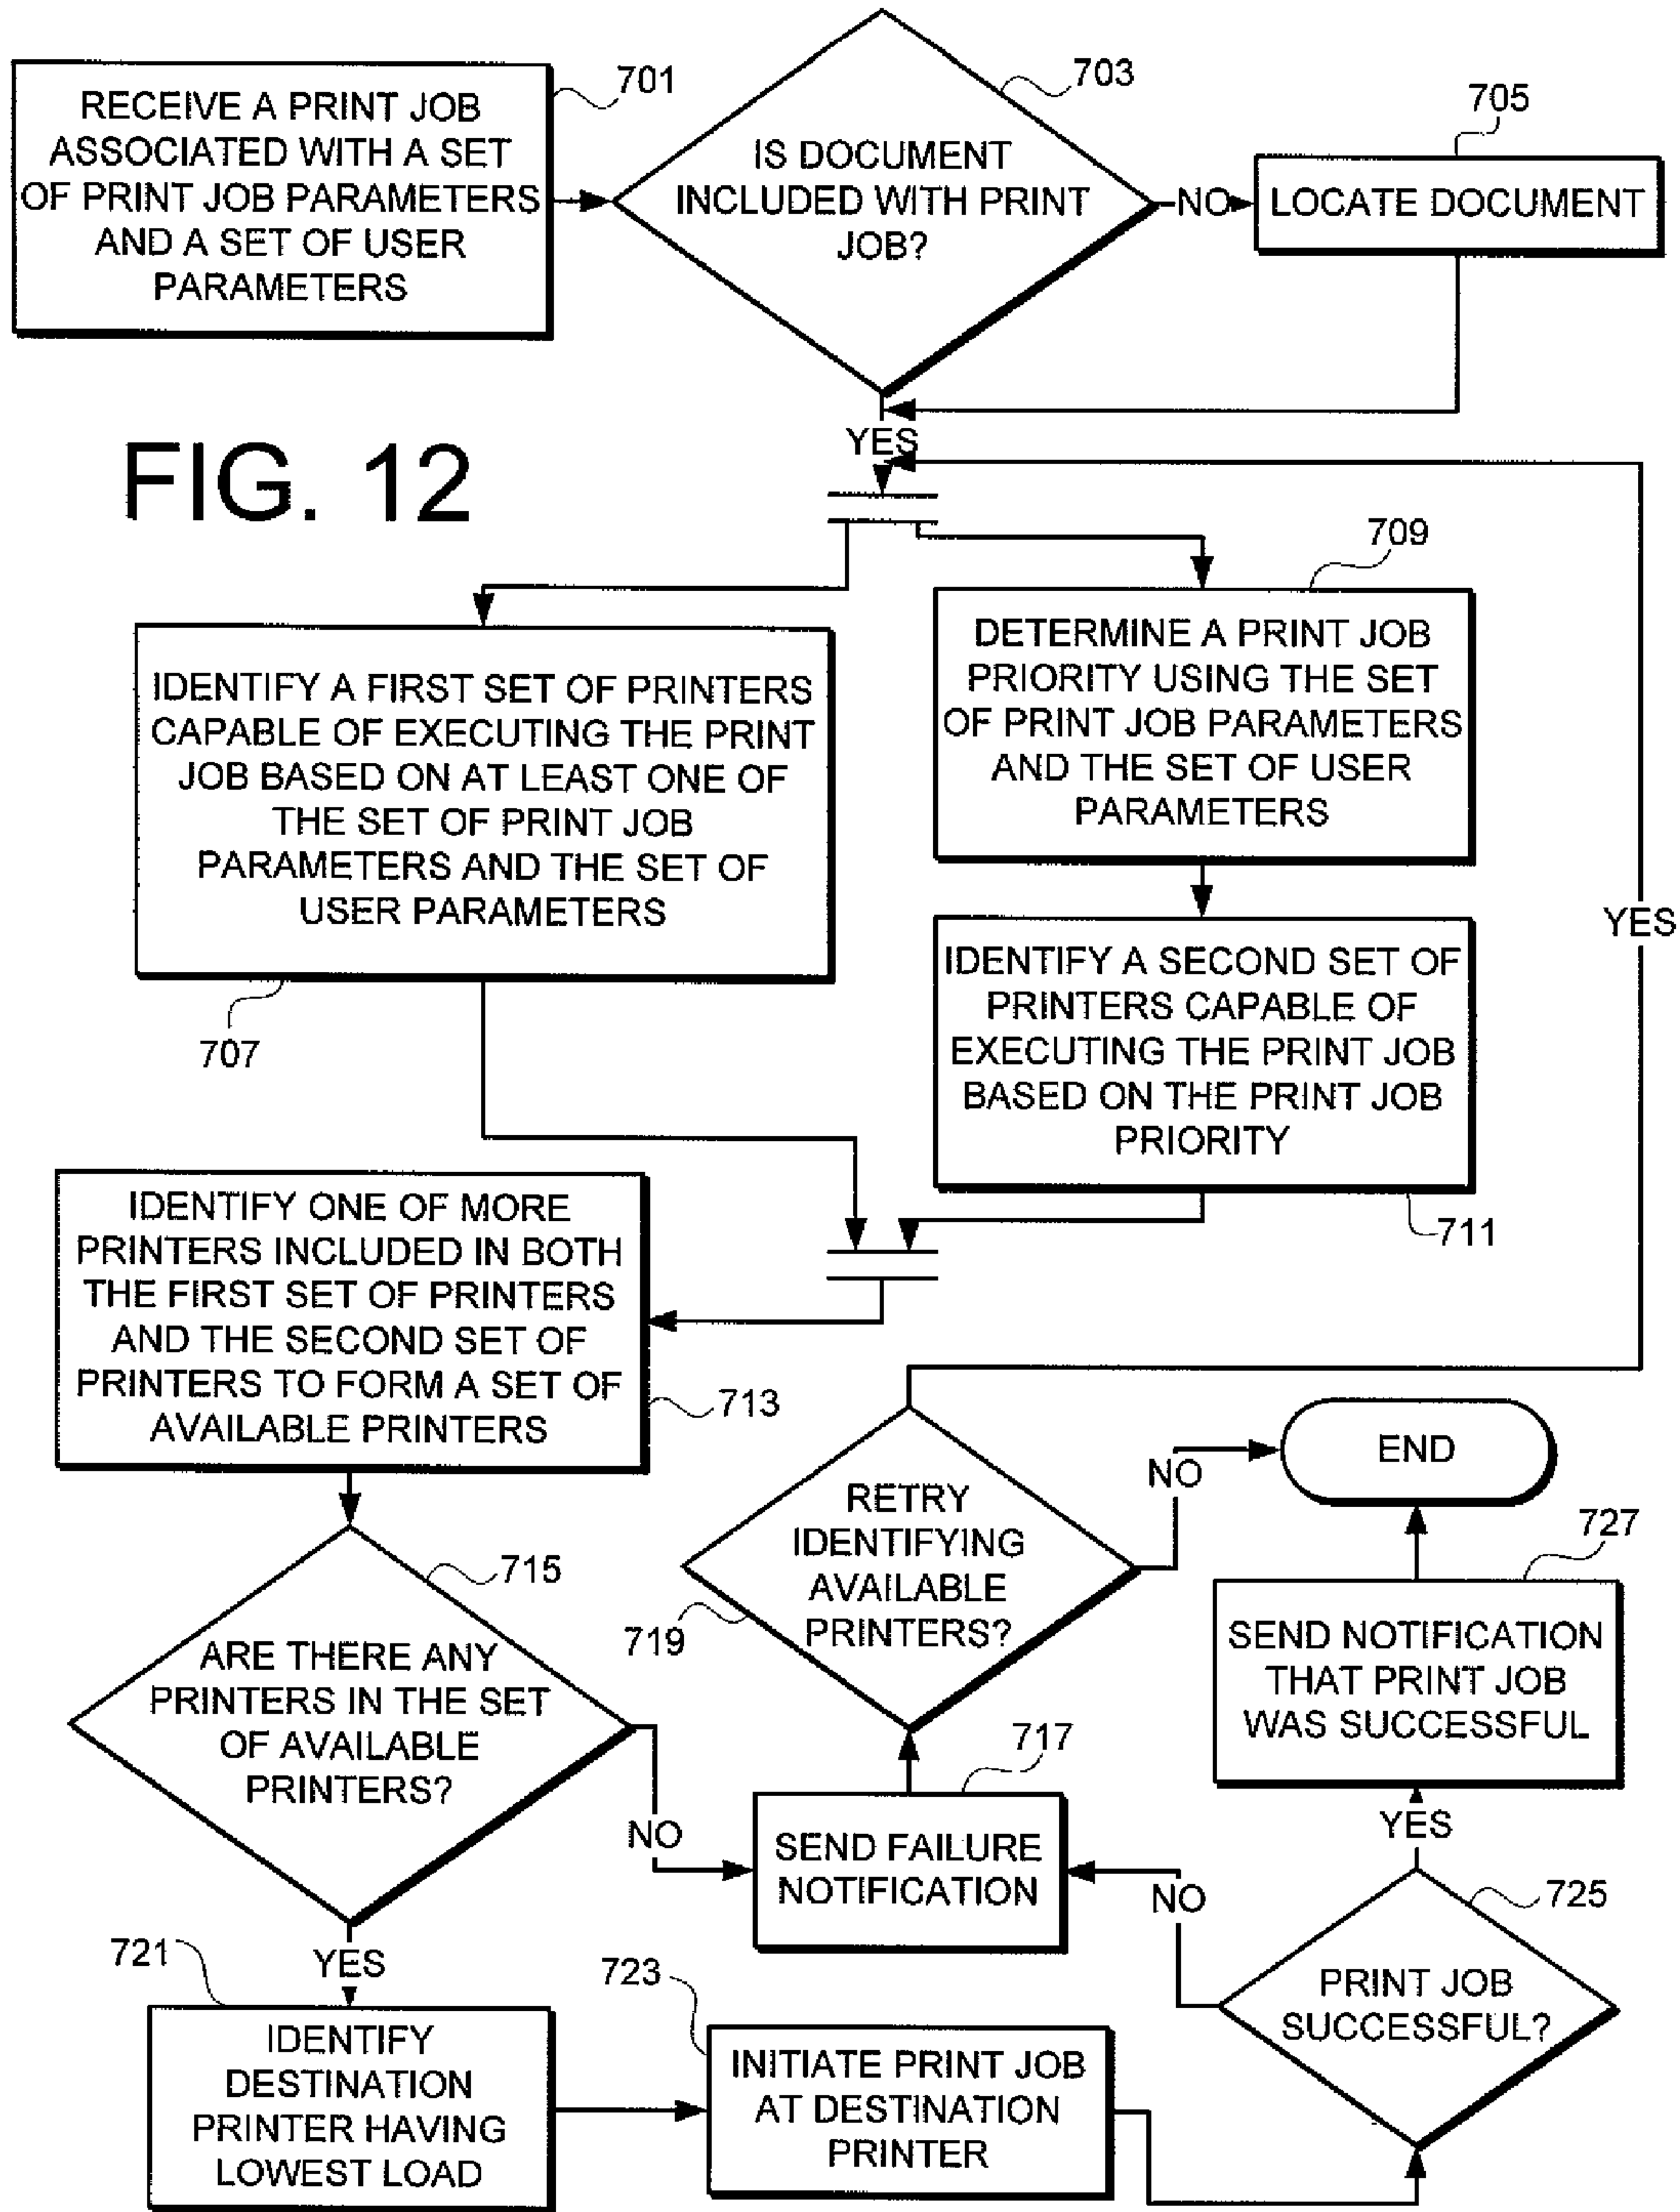 RECEIVE A PRINT JOB
ASSOCIATED WITH A SET
OF PRINT JOB PARAMETERS
AND A SET OF USER
PARAMETERS
701
IS DOCUMENT
INCLUDED WITH PRINT
JOB?
703
NO
705
LOCATE DOCUMENT
YES
FIG. 12
IDENTIFY A FIRST SET OF PRINTERS
CAPABLE OF EXECUTING THE PRINT
JOB BASED ON AT LEAST ONE OF
THE SET OF PRINT JOB
PARAMETERS AND THE SET OF
USER PARAMETERS
707
709
DETERMINE A PRINT JOB
PRIORITY USING THE SET
OF PRINT JOB PARAMETERS
AND THE SET OF USER
PARAMETERS
YES
IDENTIFY A SECOND SET OF
PRINTERS CAPABLE OF
EXECUTING THE PRINT JOB
BASED ON THE PRINT JOB
PRIORITY
711
IDENTIFY ONE OF MORE
PRINTERS INCLUDED IN BOTH
THE FIRST SET OF PRINTERS
AND THE SECOND SET OF
PRINTERS TO FORM A SET OF
AVAILABLE PRINTERS
713
ARE THERE ANY
PRINTERS IN THE SET
OF AVAILABLE
PRINTERS?
715
NO
YES
717
SEND FAILURE
NOTIFICATION
RETRY
IDENTIFYING
AVAILABLE
PRINTERS?
719
NO
END
721
IDENTIFY
DESTINATION
PRINTER HAVING
LOWEST LOAD
723
INITIATE PRINT JOB
AT DESTINATION
PRINTER
725
PRINT JOB
SUCCESSFUL?
NO
YES
727
SEND NOTIFICATION
THAT PRINT JOB
WAS SUCCESSFUL